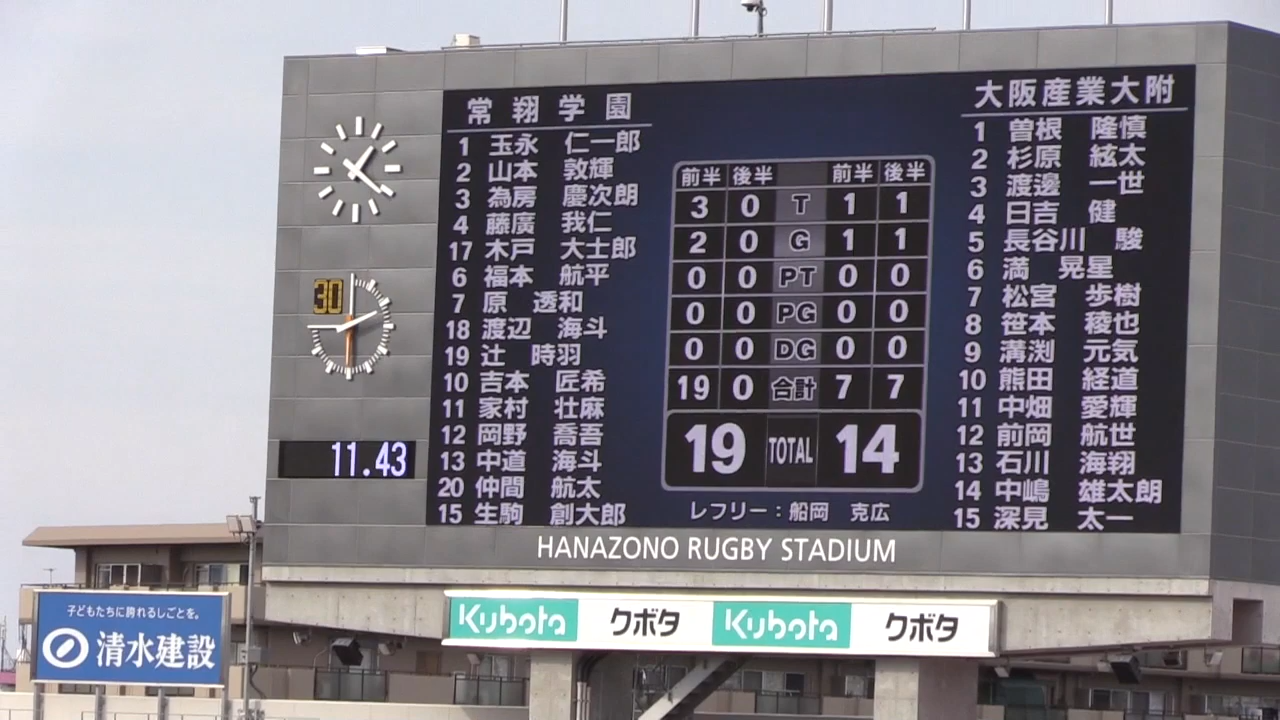 常翔学園
1 玉永 仁一郎
2 山本 敦輝
3 為房 慶次朗
4 藤廣 我仁
17 木戸 大士郎
6 福本 航平
7 原 透和
18 渡辺 海斗
19 辻 時羽
10 吉本 匠希
11 家村 壮麻
12 岡野 喬吾
13 中道 海斗
20 仲間 航太
15 生駒 創大郎
前半 後半 前半 後半
3 0 T 1 1
2 0 G 1 1
0 0 PT 0 0
0 0 PG 0 0
0 0 DG 0 0
19 0 合計 7 7
19 TOTAL 14
レフリー：船岡 克広
大阪産業大附
1 曽根 隆慎
2 杉原 絃太
3 渡邊 一世
4 日吉 健
5 長谷川 駿
6 満 晃星
7 松宮 歩樹
8 笹本 稜也
9 溝渕 元気
10 熊田 経道
11 中畑 愛輝
12 前岡 航世
13 石川 海翔
14 中嶋 雄太朗
15 深見 太一
30
11.43
HANAZONO RUGBY STADIUM
Kubota クボタ Kubota クボタ
子どもたちに誇れるしごとを。
清水建設